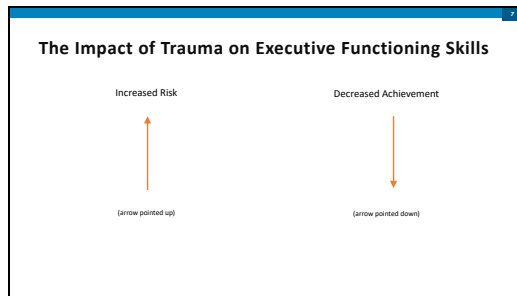 7
The Impact of Trauma on Executive Functioning Skills
Increased Risk
Decreased Achievement
(arrow pointed up)
(arrow pointed down)